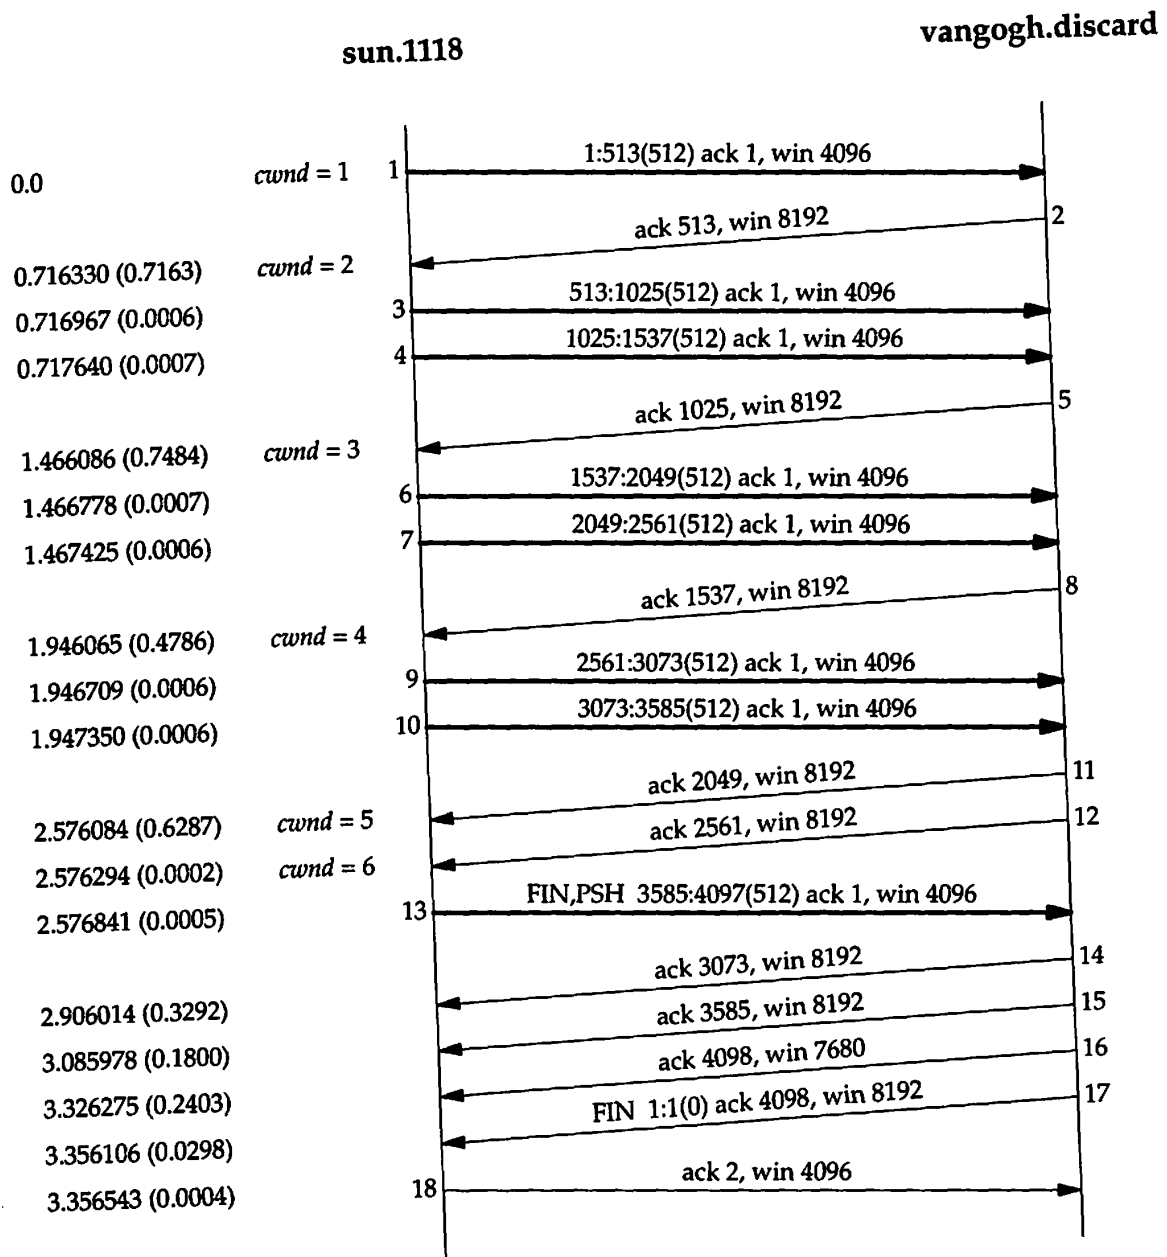 sun.1118 vangogh.discard
0.0 cwnd = 1 1 1:513(512) ack 1, win 4096
ack 513, win 8192 2
0.716330 (0.7163) cwnd = 2
0.716967 (0.0006) 3 513:1025(512) ack 1, win 4096
0.717640 (0.0007) 4 1025:1537(512) ack 1, win 4096
ack 1025, win 8192 5
1.466086 (0.7484) cwnd = 3
1.466778 (0.0007) 6 1537:2049(512) ack 1, win 4096
1.467425 (0.0006) 7 2049:2561(512) ack 1, win 4096
ack 1537, win 8192 8
1.946065 (0.4786) cwnd = 4
1.946709 (0.0006) 9 2561:3073(512) ack 1, win 4096
1.947350 (0.0006) 10 3073:3585(512) ack 1, win 4096
ack 2049, win 8192 11
2.576084 (0.6287) cwnd = 5 ack 2561, win 8192 12
2.576294 (0.0002) cwnd = 6
2.576841 (0.0005) 13 FIN,PSH 3585:4097(512) ack 1, win 4096
ack 3073, win 8192 14
2.906014 (0.3292) ack 3585, win 8192 15
3.085978 (0.1800) ack 4098, win 7680 16
3.326275 (0.2403) FIN 1:1(0) ack 4098, win 8192 17
3.356106 (0.0298)
3.356543 (0.0004) 18 ack 2, win 4096